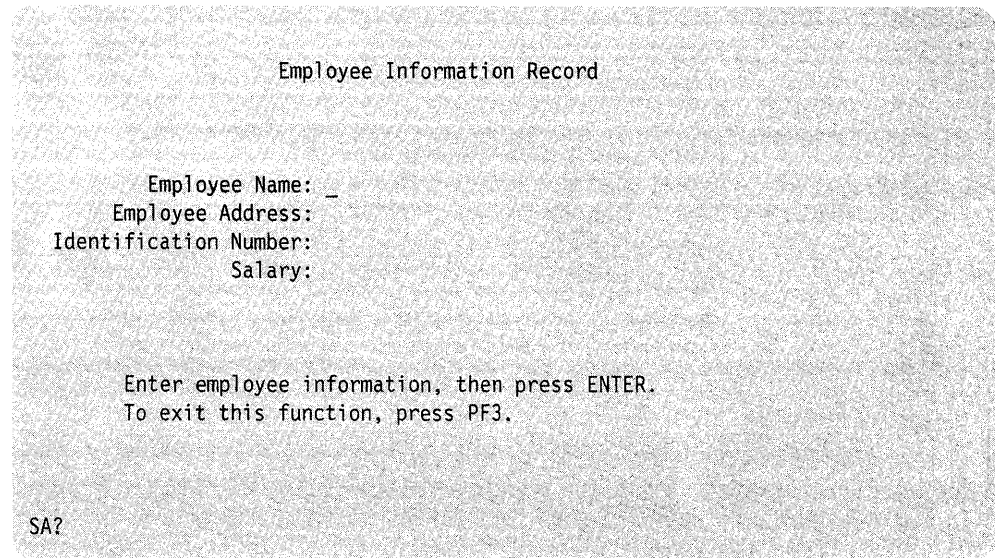 Employee Information Record
Employee Name: _
Employee Address:
Identification Number:
Salary:
Enter employee information, then press ENTER.
To exit this function, press PF3.
SA?